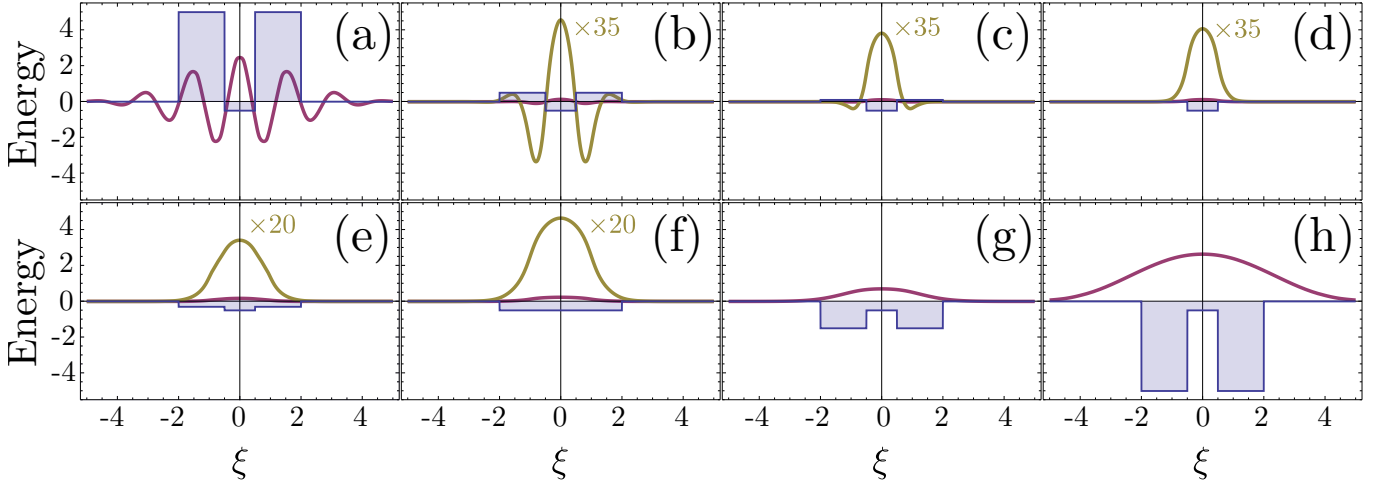 Energy
4
2
0
-2
-4
(a)
×35
(b)
×35
(c)
×35
(d)
Energy
4
2
0
-2
-4
×20
(e)
×20
(f)
(g)
(h)
-4 -2 0 2 4 -4 -2 0 2 4 -4 -2 0 2 4 -4 -2 0 2 4
ξ ξ ξ ξ